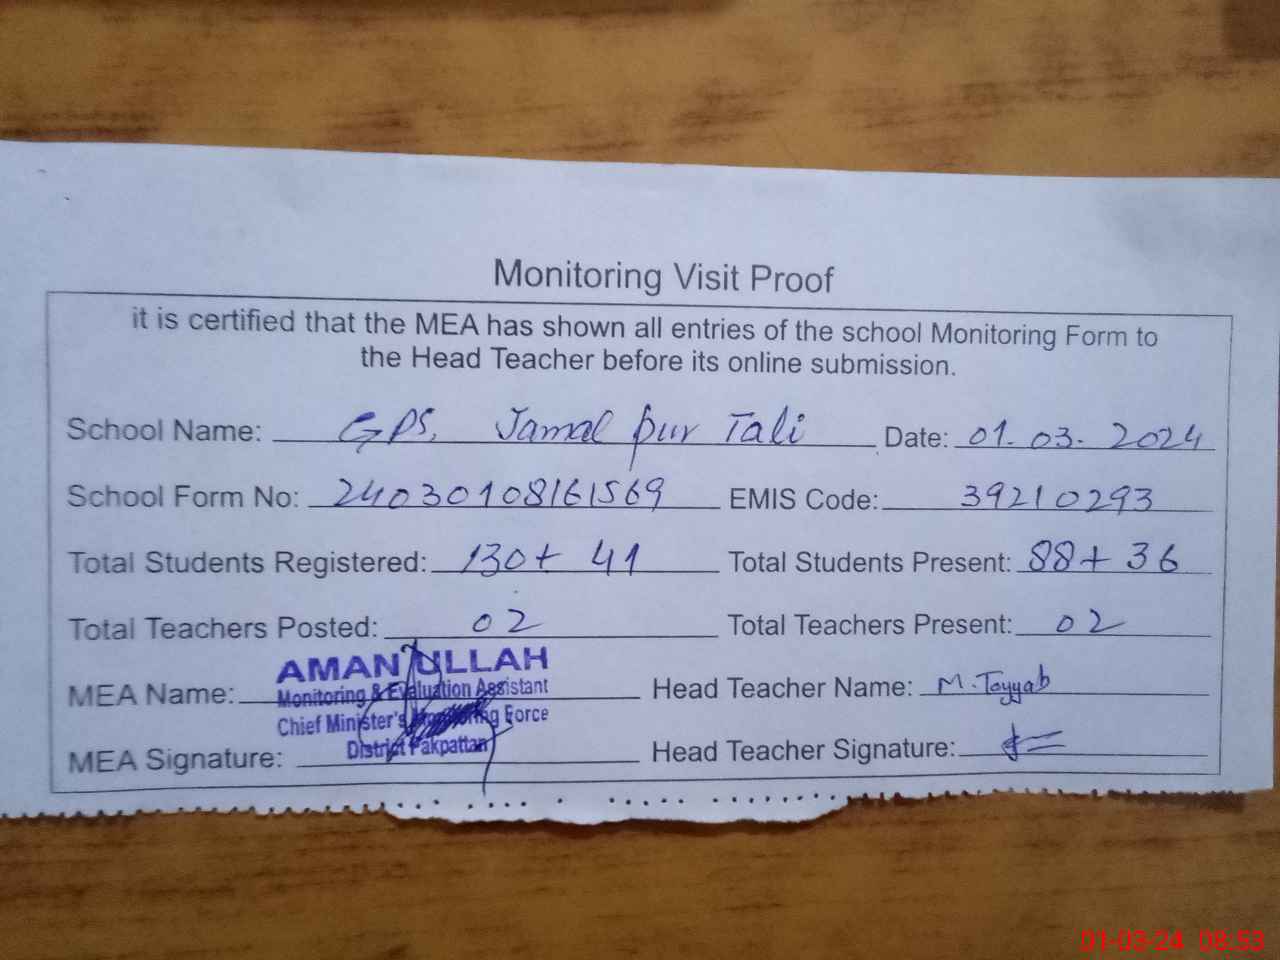 Monitoring Visit Proof
it is certified that the MEA has shown all entries of the school Monitoring Form to
the Head Teacher before its online submission.
School Name: GPS, Jamal pur Tali Date: 01.03.2024
School Form No: 24030108161569 EMIS Code: 39210293
Total Students Registered: 130+ 41 Total Students Present: 88+ 36
Total Teachers Posted: 02 Total Teachers Present: 02
AMAN ULLAH
MEA Name: Monitoring & Evaluation Assistant Head Teacher Name: M.Tayyab
Chief Minister's Monitoring Force
MEA Signature: District Pakpattan Head Teacher Signature:
01-03-24 08:53